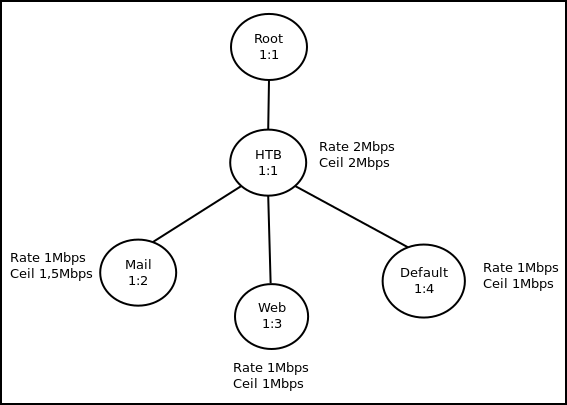 Root
1:1
HTB
1:1
Rate 2Mbps
Ceil 2Mbps
Rate 1Mbps
Ceil 1,5Mbps
Mail
1:2
Web
1:3
Rate 1Mbps
Ceil 1Mbps
Default
1:4
Rate 1Mbps
Ceil 1Mbps